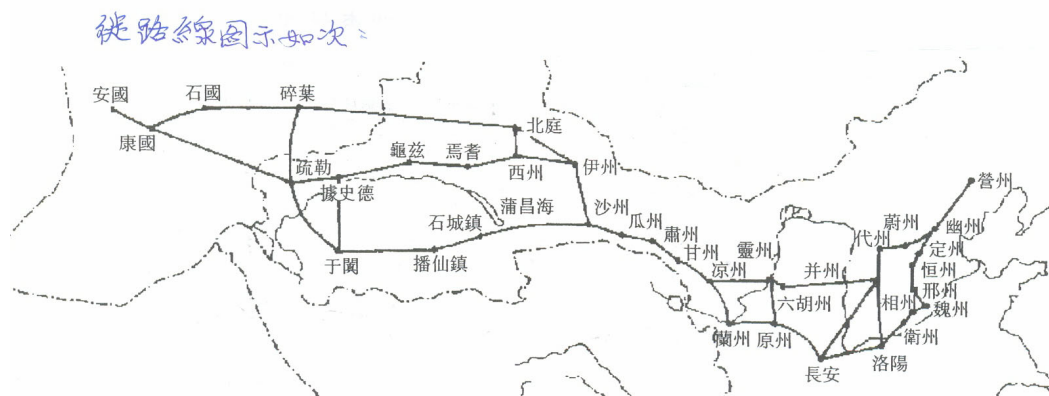 徙路線图示如次：
安國
石國
碎葉
康國
北庭
龜茲
焉耆
西州
伊州
疏勒
據史德
營州
蒲昌海
沙州
石城鎮
瓜州
肅州
于闐
播仙鎮
甘州
涼州
靈州
并州
六胡州
代州
蔚州
幽州
定州
恒州
邢州
相州
魏州
衛州
蘭州
原州
長安
洛陽